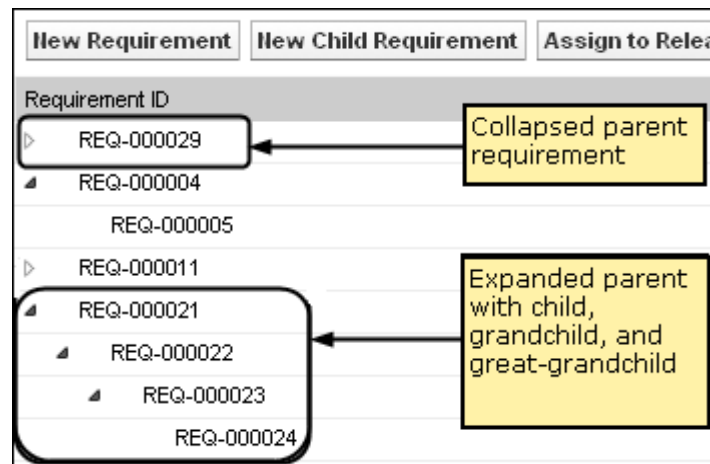 New Requirement New Child Requirement Assign to Relea
Requirement ID
REQ-000029
Collapsed parent
requirement
REQ-000004
REQ-000005
REQ-000011
REQ-000021
REQ-000022
REQ-000023
REQ-000024
Expanded parent
with child,
grandchild, and
great-grandchild